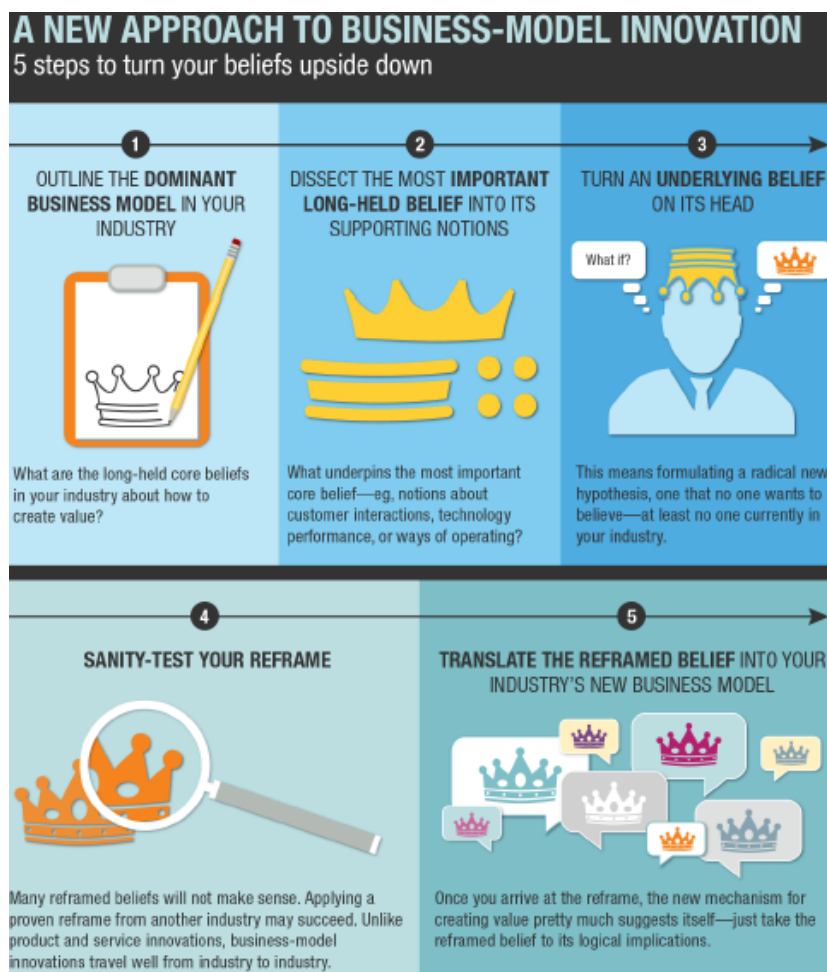 A NEW APPROACH TO BUSINESS-MODEL INNOVATION
5 steps to turn your beliefs upside down
1
OUTLINE THE DOMINANT
BUSINESS MODEL IN YOUR
INDUSTRY
What are the long-held core beliefs
in your industry about how to
create value?
2
DISSECT THE MOST IMPORTANT
LONG-HELD BELIEF INTO ITS
SUPPORTING NOTIONS
What underpins the most important
core belief—eg, notions about
customer interactions, technology
performance, or ways of operating?
3
TURN AN UNDERLYING BELIEF
ON ITS HEAD
What if?
This means formulating a radical new
hypothesis, one that no one wants to
believe—at least no one currently in
your industry.
4
SANITY-TEST YOUR REFRAME
Many reframed beliefs will not make sense. Applying a
proven reframe from another industry may succeed. Unlike
product and service innovations, business-model
innovations travel well from industry to industry.
5
TRANSLATE THE REFRAMED BELIEF INTO YOUR
INDUSTRY'S NEW BUSINESS MODEL
Once you arrive at the reframe, the new mechanism for
creating value pretty much suggests itself—just take the
reframed belief to its logical implications.